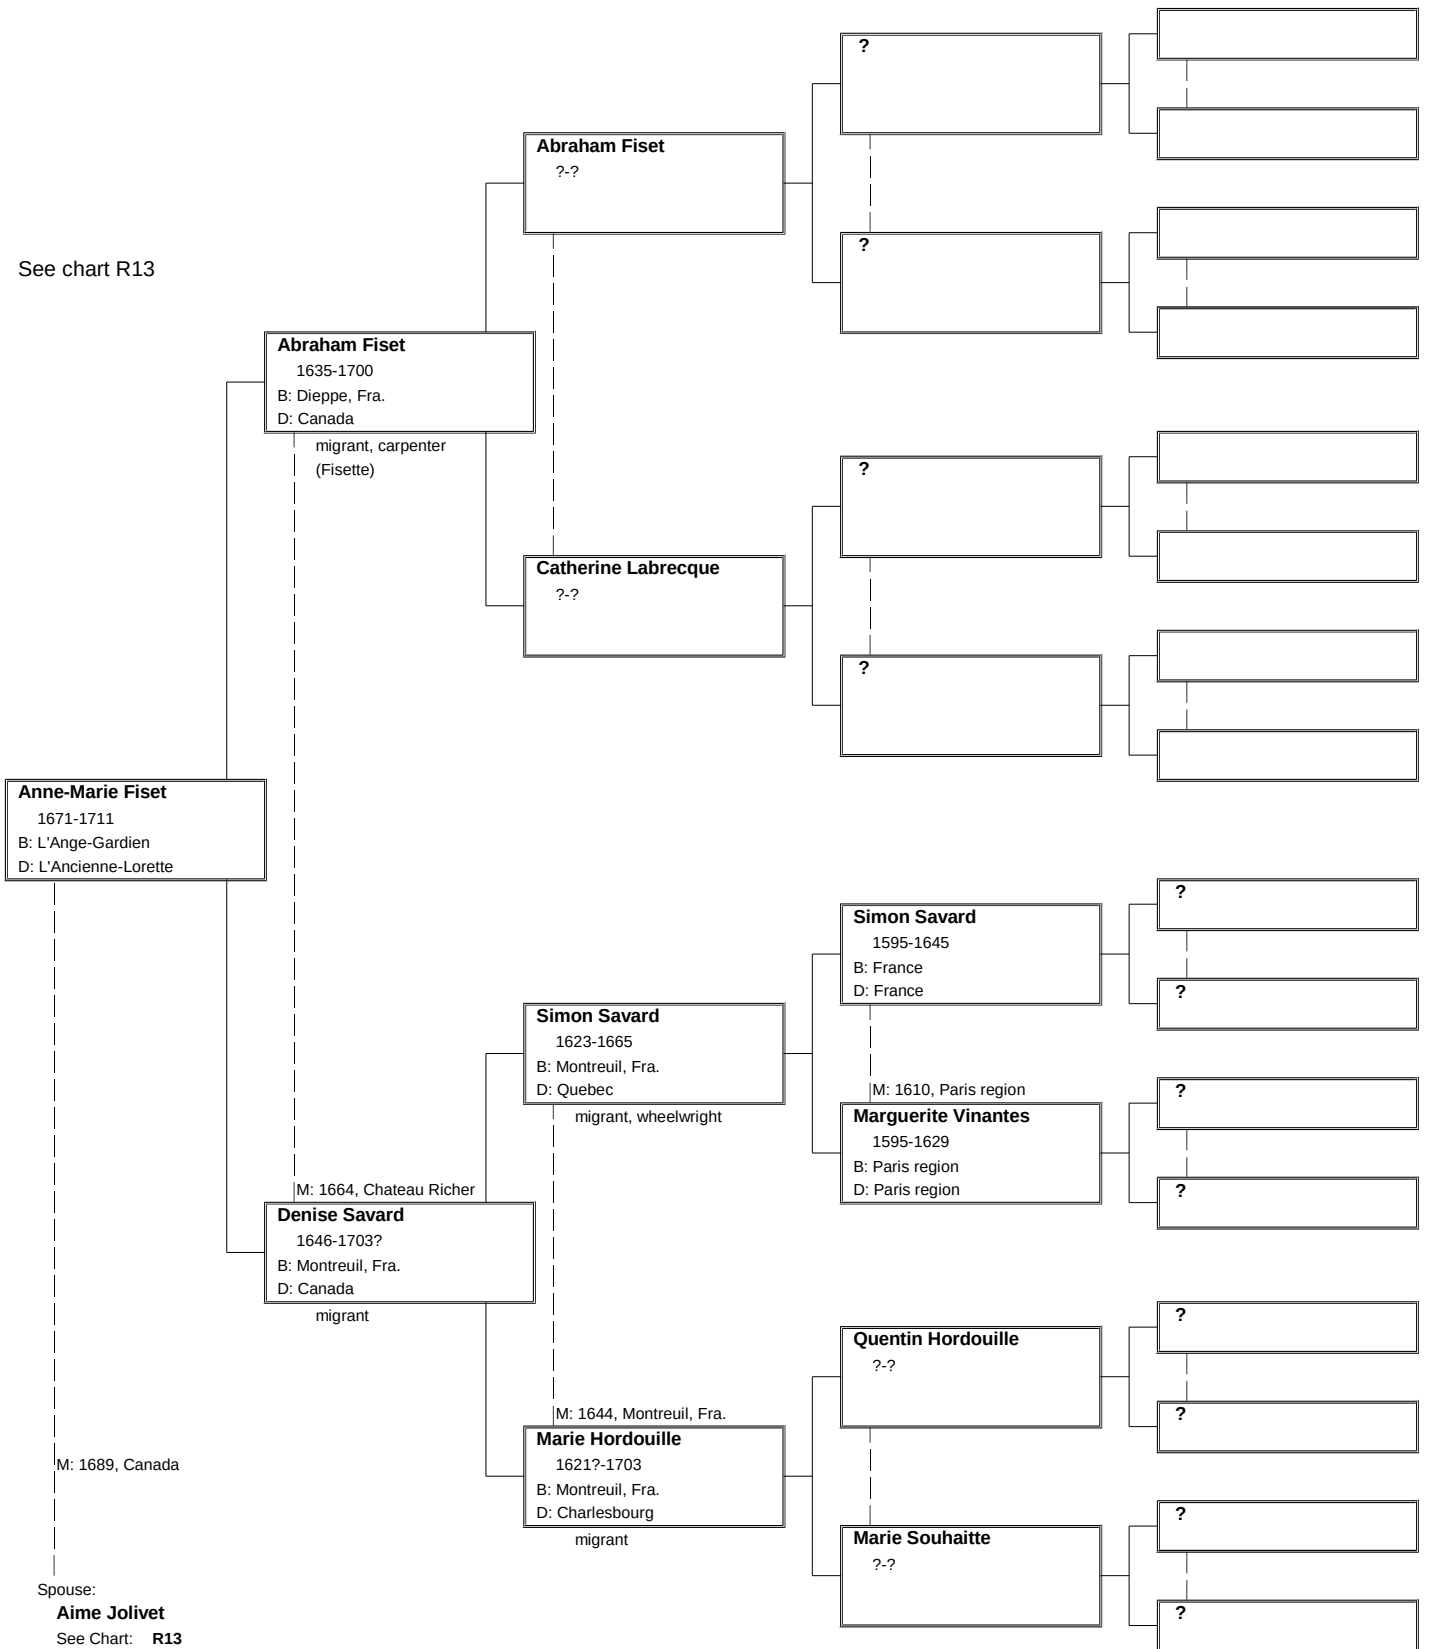 ?
?
Abraham Fiset
?-?
See chart R13
Abraham Fiset
1635-1700
B: Dieppe, Fra.
D: Canada
migrant, carpenter
(Fisette)
?
Catherine Labrecque
?-?
?
Anne-Marie Fiset
1671-1711
B: L'Ange-Gardien
D: L'Ancienne-Lorette
?
Simon Savard
1595-1645
B: France
D: France
?
Simon Savard
1623-1665
B: Montreuil, Fra.
D: Quebec
migrant, wheelwright
M: 1610, Paris region
Marguerite Vinantes
1595-1629
B: Paris region
D: Paris region
?
?
M: 1664, Chateau Richer
Denise Savard
1646-1703?
B: Montreuil, Fra.
D: Canada
migrant
?
Quentin Hordouille
?-?
?
M: 1644, Montreuil, Fra.
Marie Hordouille
1621?-1703
B: Montreuil, Fra.
D: Charlesbourg
migrant
?
Marie Souhaitte
?-?
?
M: 1689, Canada
Spouse:
Aime Jolivet
See Chart: R13